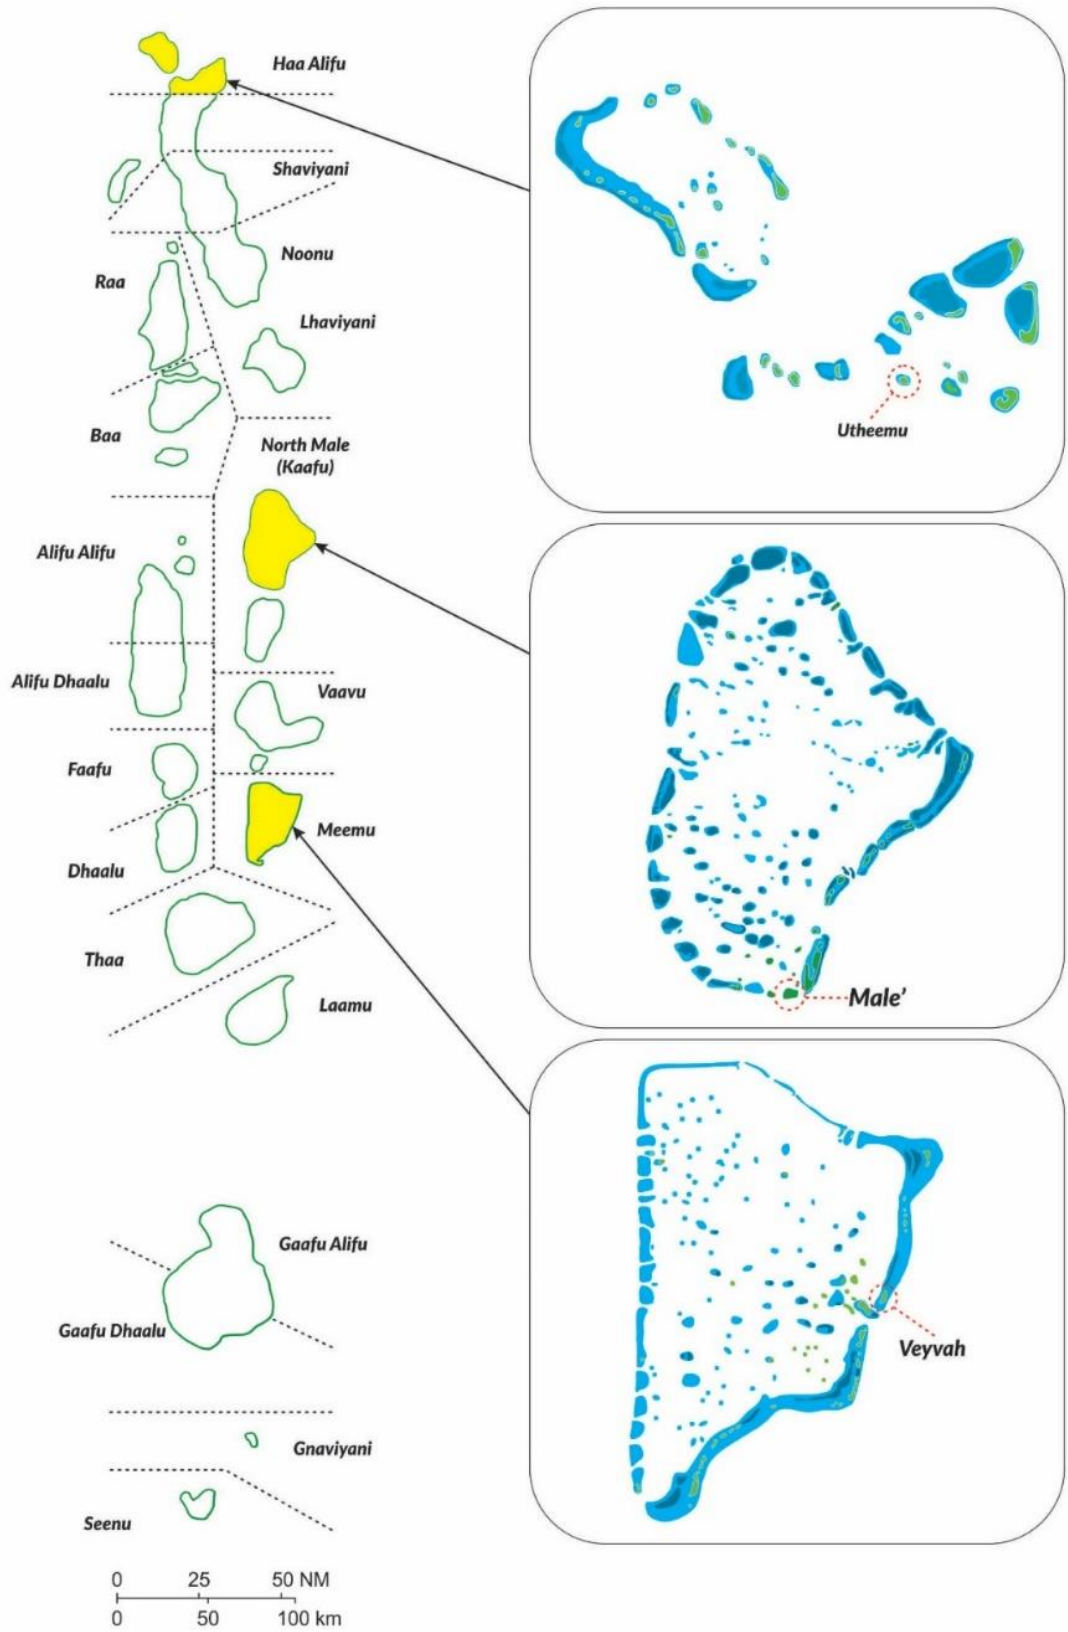 Haa Alifu
Shaviyani
Noonu
Raa
Lhaviyani
Baa
North Male
(Kaafu)
Alifu Alifu
Alifu Dhaalu
Vaavu
Faafu
Meemu
Dhaalu
Thaa
Laamu
Gaafu Alifu
Gaafu Dhaalu
Gnaviyani
Seenu
0 25 50 NM
0 50 100 km
Utheemu
Male'
Veyvah